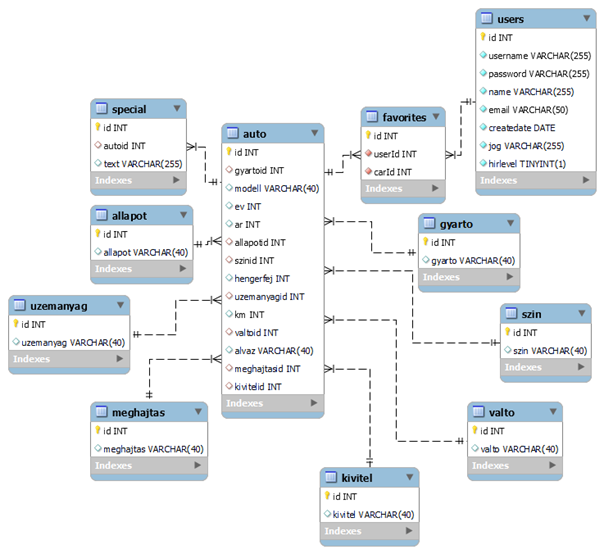 users
id INT
username VARCHAR(255)
password VARCHAR(255)
name VARCHAR(255)
email VARCHAR(50)
createdate DATE
jog VARCHAR(255)
hirlevel TINYINT(1)
Indexes
special
id INT
autoid INT
text VARCHAR(255)
Indexes
auto
id INT
gyartoid INT
modell VARCHAR(40)
ev INT
ar INT
allapotid INT
szinid INT
hengerfej INT
uzemanyagid INT
km INT
valtoid INT
alvaz VARCHAR(40)
meghajtasid INT
kivitelid INT
Indexes
favorites
id INT
userId INT
carId INT
Indexes
allapot
id INT
allapot VARCHAR(40)
Indexes
gyarto
id INT
gyarto VARCHAR(40)
Indexes
uzemanyag
id INT
uzemanyag VARCHAR(40)
Indexes
szin
id INT
szin VARCHAR(40)
Indexes
meghajtas
id INT
meghajtas VARCHAR(40)
Indexes
valto
id INT
valto VARCHAR(40)
Indexes
kivitel
id INT
kivitel VARCHAR(40)
Indexes